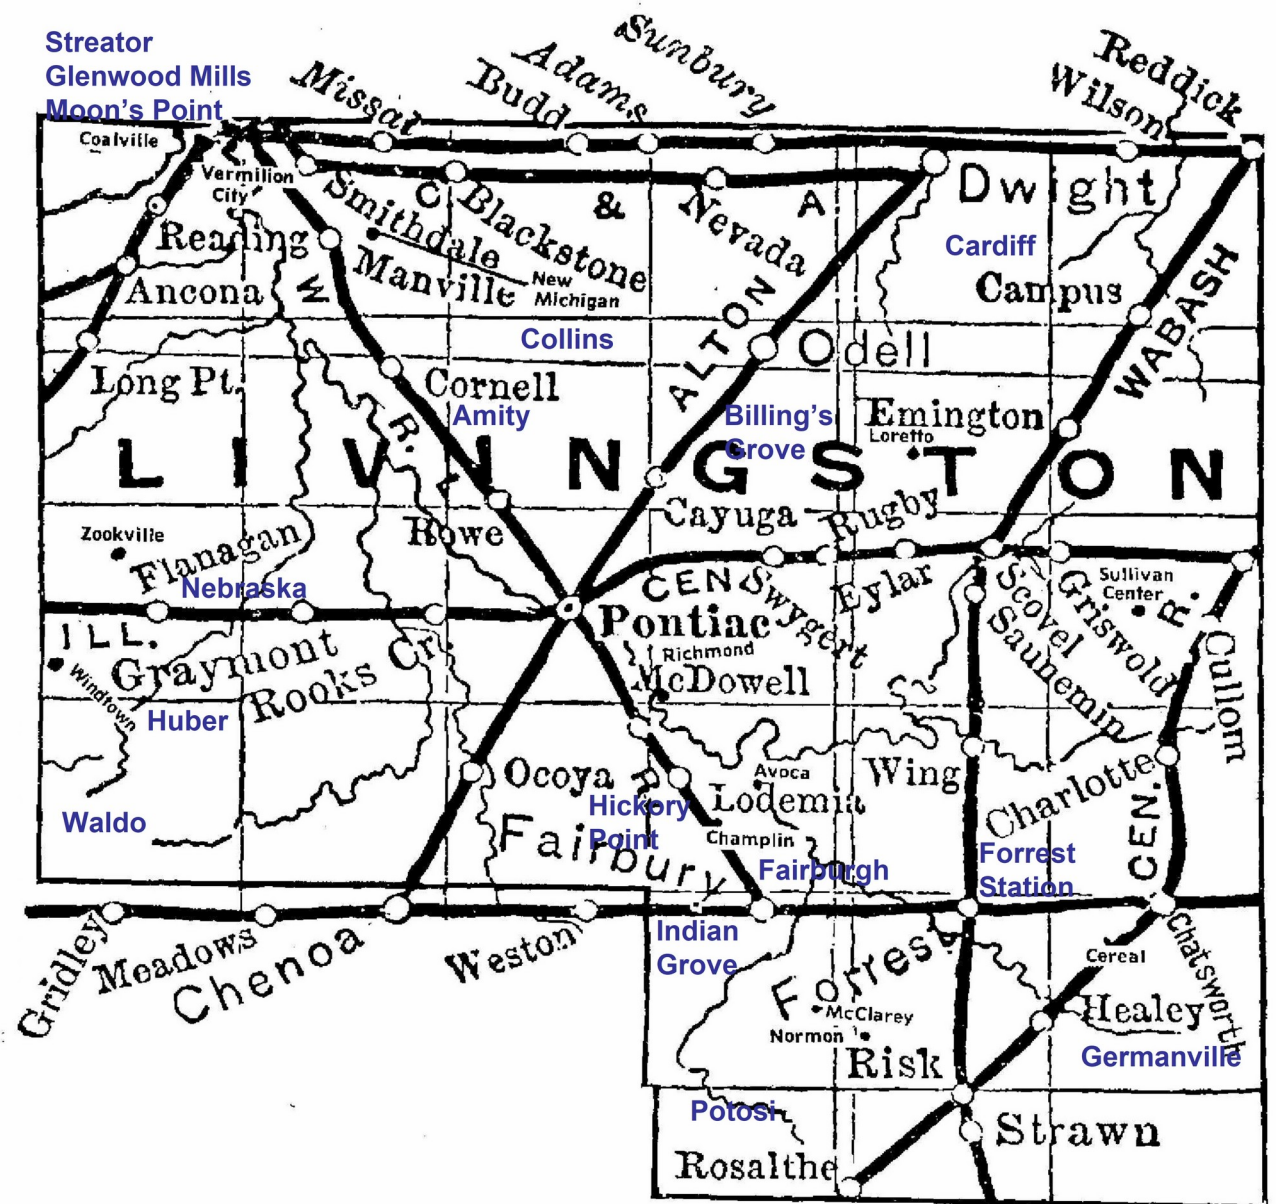 Streator
Glenwood Mills
Moon's Point
Missal
Budd
Adams
Sunbury
Reddick
Wilson
Coalville
Vermilion
City
Smithdale
C & A
Blackstone
Nevada
Dwight
Reading
Manville
New
Michigan
Cardiff
Ancona
W
Campus
WABASH
Collins
ALTON
Odell
Long Pt.
Cornell
Amity
Billing's
Grove
Emington
Loretto
R.
LIVINGSTON
Cayuga
Rugby
Rowe
Zookville
Flanagan
Nebraska
CEN
Swygert
Eylar
Scovel
Griswold
Sullivan
Center
R.
ILL.
Pontiac
Saunemin
Cullom
Graymont
Rooks Cr.
Richmond
McDowell
Windtown
Huber
Ocoya
R.
Avoca
Wing
Charlotte
Lodemia
Hickory
Point
Waldo
Fairbury
Champlin
CEN.
Fairburgh
Forrest
Station
Gridley
Meadows
Chenoa
Weston
Indian
Grove
Forrest
Chatsworth
Cereal
McClarey
Normon
Healey
Risk
Germanville
Potosi
Strawn
Rosalthe